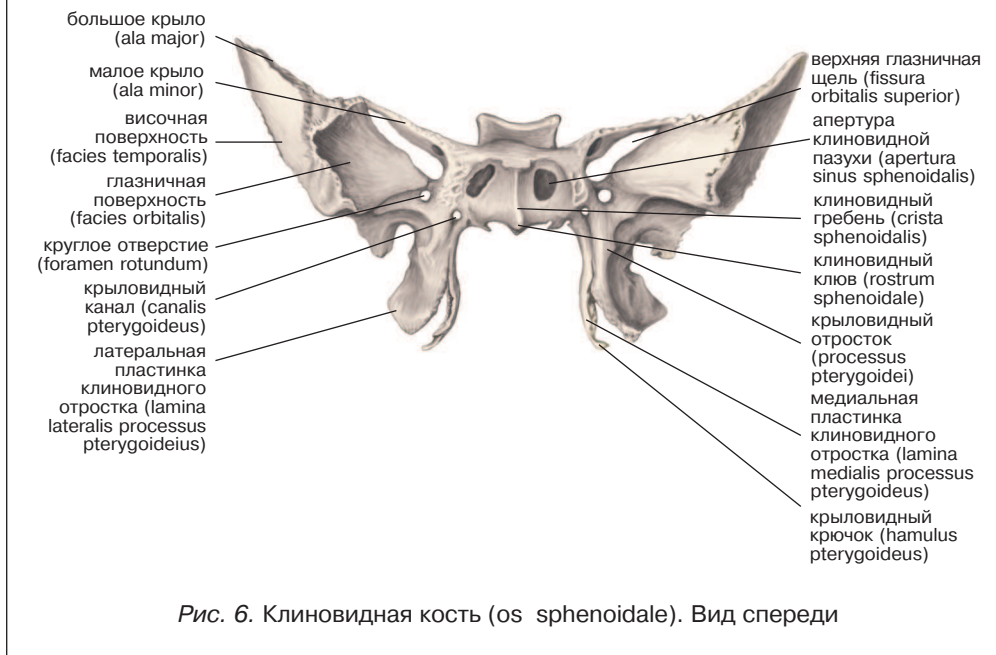 большое крыло
(ala major)
малое крыло
(ala minor)
височная
поверхность
(facies temporalis)
глазничная
поверхность
(facies orbitalis)
круглое отверстие
(foramen rotundum)
крыловидный
канал (canalis
pterygoideus)
латеральная
пластинка
клиновидного
отростка (lamina
lateralis processus
pterygoideius)
верхняя глазничная
щель (fissura
orbitalis superior)
апертура
клиновидной
пазухи (apertura
sinus sphenoidalis)
клиновидный
гребень (crista
sphenoidalis)
клиновидный
клюв (rostrum
sphenoidale)
крыловидный
отросток
(processus
pterygoidei)
медиальная
пластинка
клиновидного
отростка (lamina
medialis processus
pterygoideus)
крыловидный
крючок (hamulus
pterygoideus)
Рис. 6. Клиновидная кость (os sphenoidale). Вид спереди